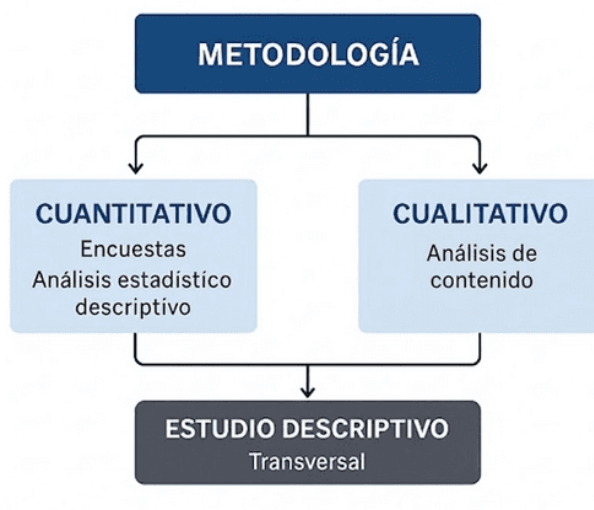 METODOLOGÍA
CUANTITATIVO
Encuestas
Análisis estadístico
descriptivo
CUALITATIVO
Análisis de
contenido
ESTUDIO DESCRIPTIVO
Transversal